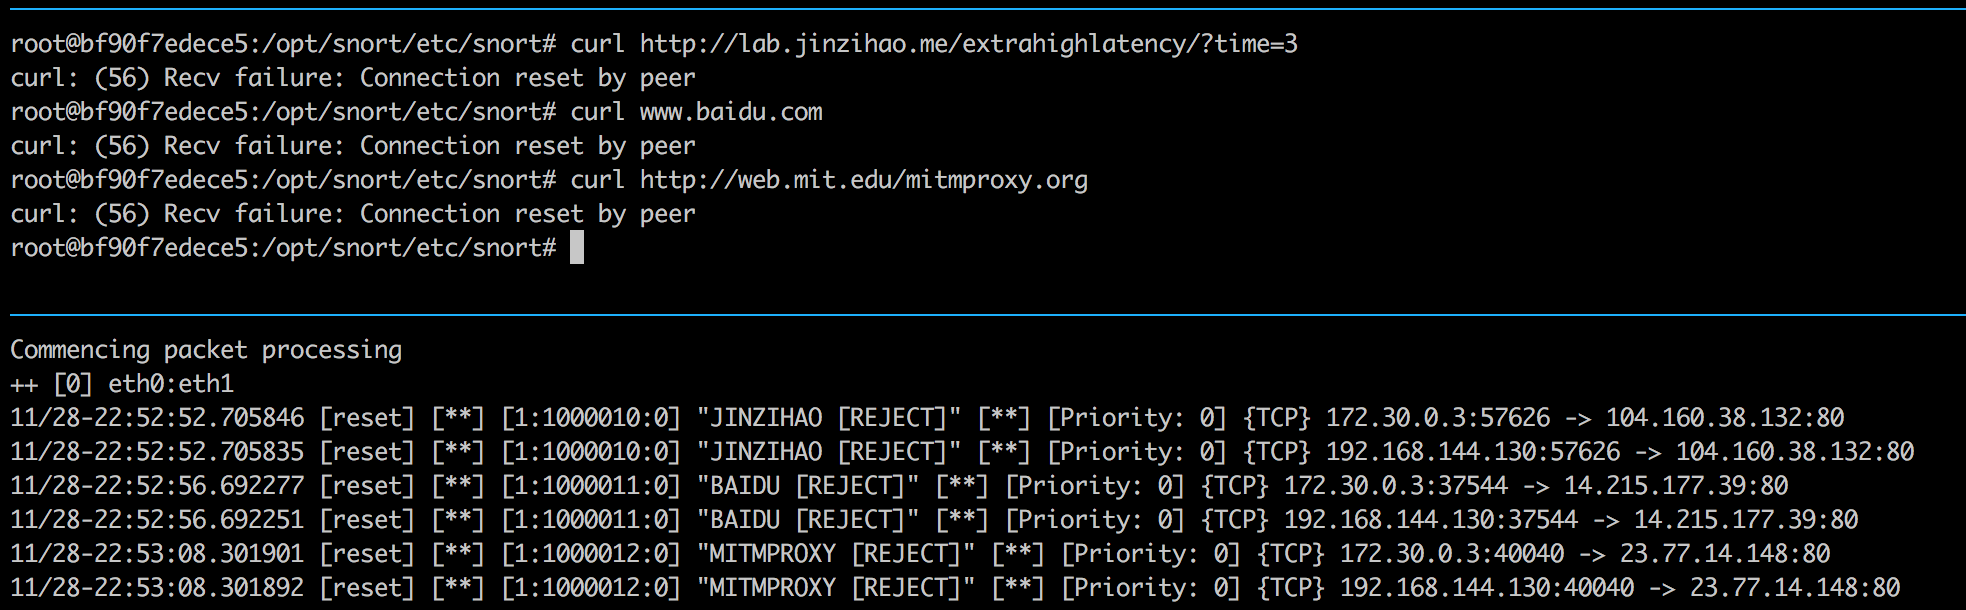 root@bf90f7edece5:/opt/snort/etc/snort# curl http://lab.jinzihao.me/extrahighlatency/?time=3
curl: (56) Recv failure: Connection reset by peer
root@bf90f7edece5:/opt/snort/etc/snort# curl www.baidu.com
curl: (56) Recv failure: Connection reset by peer
root@bf90f7edece5:/opt/snort/etc/snort# curl http://web.mit.edu/mitmproxy.org
curl: (56) Recv failure: Connection reset by peer
root@bf90f7edece5:/opt/snort/etc/snort#
Commencing packet processing
++ [0] eth0:eth1
11/28-22:52:52.705846 [reset] [**] [1:1000010:0] "JINZIHAO [REJECT]" [**] [Priority: 0] {TCP} 172.30.0.3:57626 -> 104.160.38.132:80
11/28-22:52:52.705835 [reset] [**] [1:1000010:0] "JINZIHAO [REJECT]" [**] [Priority: 0] {TCP} 192.168.144.130:57626 -> 104.160.38.132:80
11/28-22:52:56.692277 [reset] [**] [1:1000011:0] "BAIDU [REJECT]" [**] [Priority: 0] {TCP} 172.30.0.3:37544 -> 14.215.177.39:80
11/28-22:52:56.692251 [reset] [**] [1:1000011:0] "BAIDU [REJECT]" [**] [Priority: 0] {TCP} 192.168.144.130:37544 -> 14.215.177.39:80
11/28-22:53:08.301901 [reset] [**] [1:1000012:0] "MITMPROXY [REJECT]" [**] [Priority: 0] {TCP} 172.30.0.3:40040 -> 23.77.14.148:80
11/28-22:53:08.301892 [reset] [**] [1:1000012:0] "MITMPROXY [REJECT]" [**] [Priority: 0] {TCP} 192.168.144.130:40040 -> 23.77.14.148:80